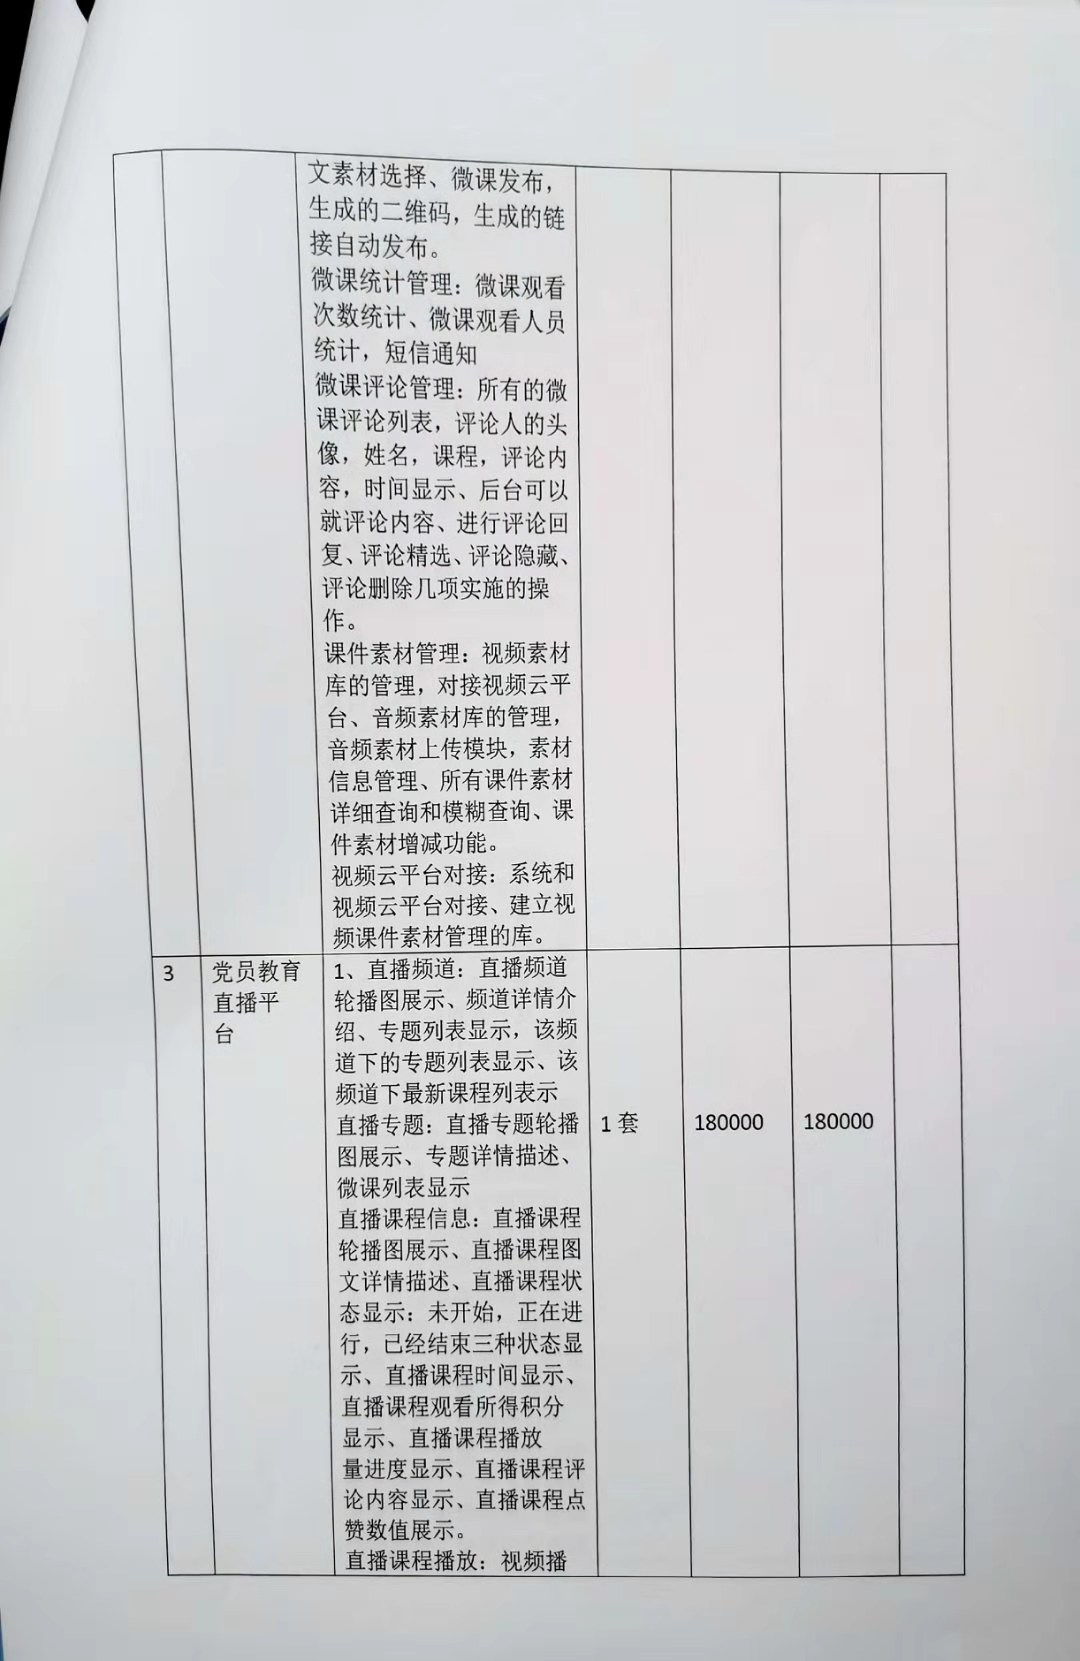 文素材选择、微课发布，
生成的二维码，生成的链
接自动发布。
微课统计管理：微课观看
次数统计、微课观看人员
统计，短信通知
微课评论管理：所有的微
课评论列表，评论人的头
像，姓名，课程，评论内
容，时间显示、后台可以
就评论内容、进行评论回
复、评论精选、评论隐藏、
评论删除几项实施的操
作。
课件素材管理：视频素材
库的管理，对接视频云平
台、音频素材库的管理，
音频素材上传模块，素材
信息管理、所有课件素材
详细查询和模糊查询、课
件素材增减功能。
视频云平台对接：系统和
视频云平台对接、建立视
频课件素材管理的库。
3
党员教育
直播平
台
1、直播频道：直播频道
轮播图展示、频道详情介
绍、专题列表显示，该频
道下的专题列表显示、该
频道下最新课程列表示
直播专题：直播专题轮播
图展示、专题详情描述、
微课列表显示
直播课程信息：直播课程
轮播图展示、直播课程图
文详情描述、直播课程状
态显示：未开始，正在进
行，已经结束三种状态显
示、直播课程时间显示、
直播课程观看所得积分
显示、直播课程播放
量进度显示、直播课程评
论内容显示、直播课程点
赞数值展示。
直播课程播放：视频播
1 套
180000
180000